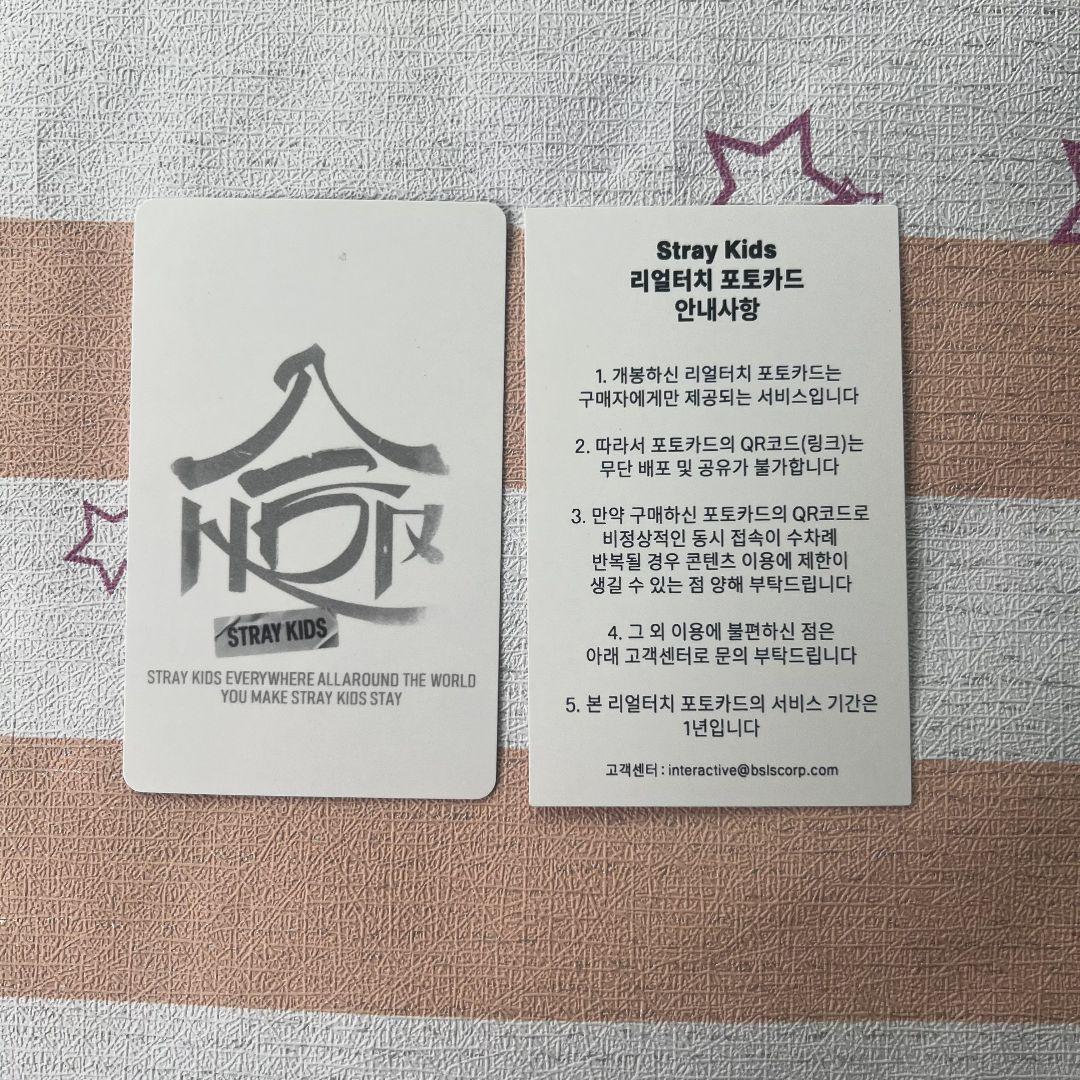 STRAY KIDS
STRAY KIDS EVERYWHERE ALL AROUND THE WORLD
YOU MAKE STRAY KIDS STAY
Stray Kids
리얼터치 포토카드
안내사항
1. 개봉하신 리얼터치 포토카드는
구매자에게만 제공되는 서비스입니다
2. 따라서 포토카드의 QR코드(링크)는
무단 배포 및 공유가 불가합니다
3. 만약 구매하신 포토카드의 QR코드로
비정상적인 동시 접속이 수차례
반복될 경우 콘텐츠 이용에 제한이
생길 수 있는 점 양해 부탁드립니다
4. 그 외 이용에 불편하신 점은
아래 고객센터로 문의 부탁드립니다
5. 본 리얼터치 포토카드의 서비스 기간은
1년입니다
고객센터 : interactive@bslscorp.com